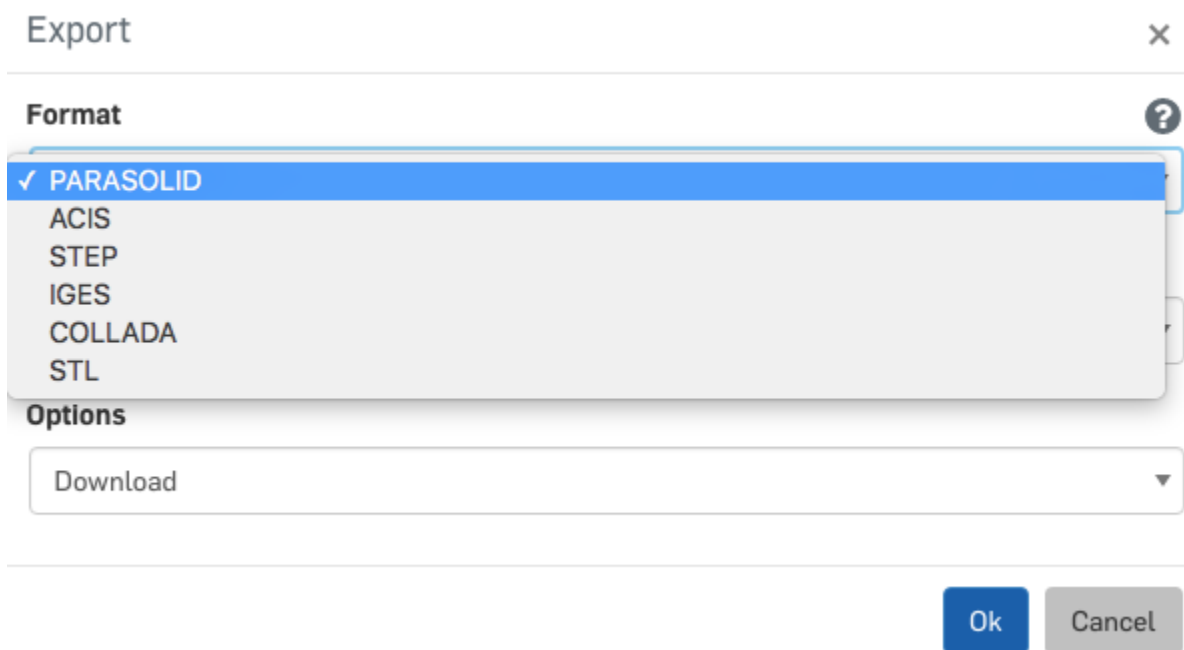 Export
Format
✓ PARASOLID
ACIS
STEP
IGES
COLLADA
STL
Options
Download
Ok Cancel